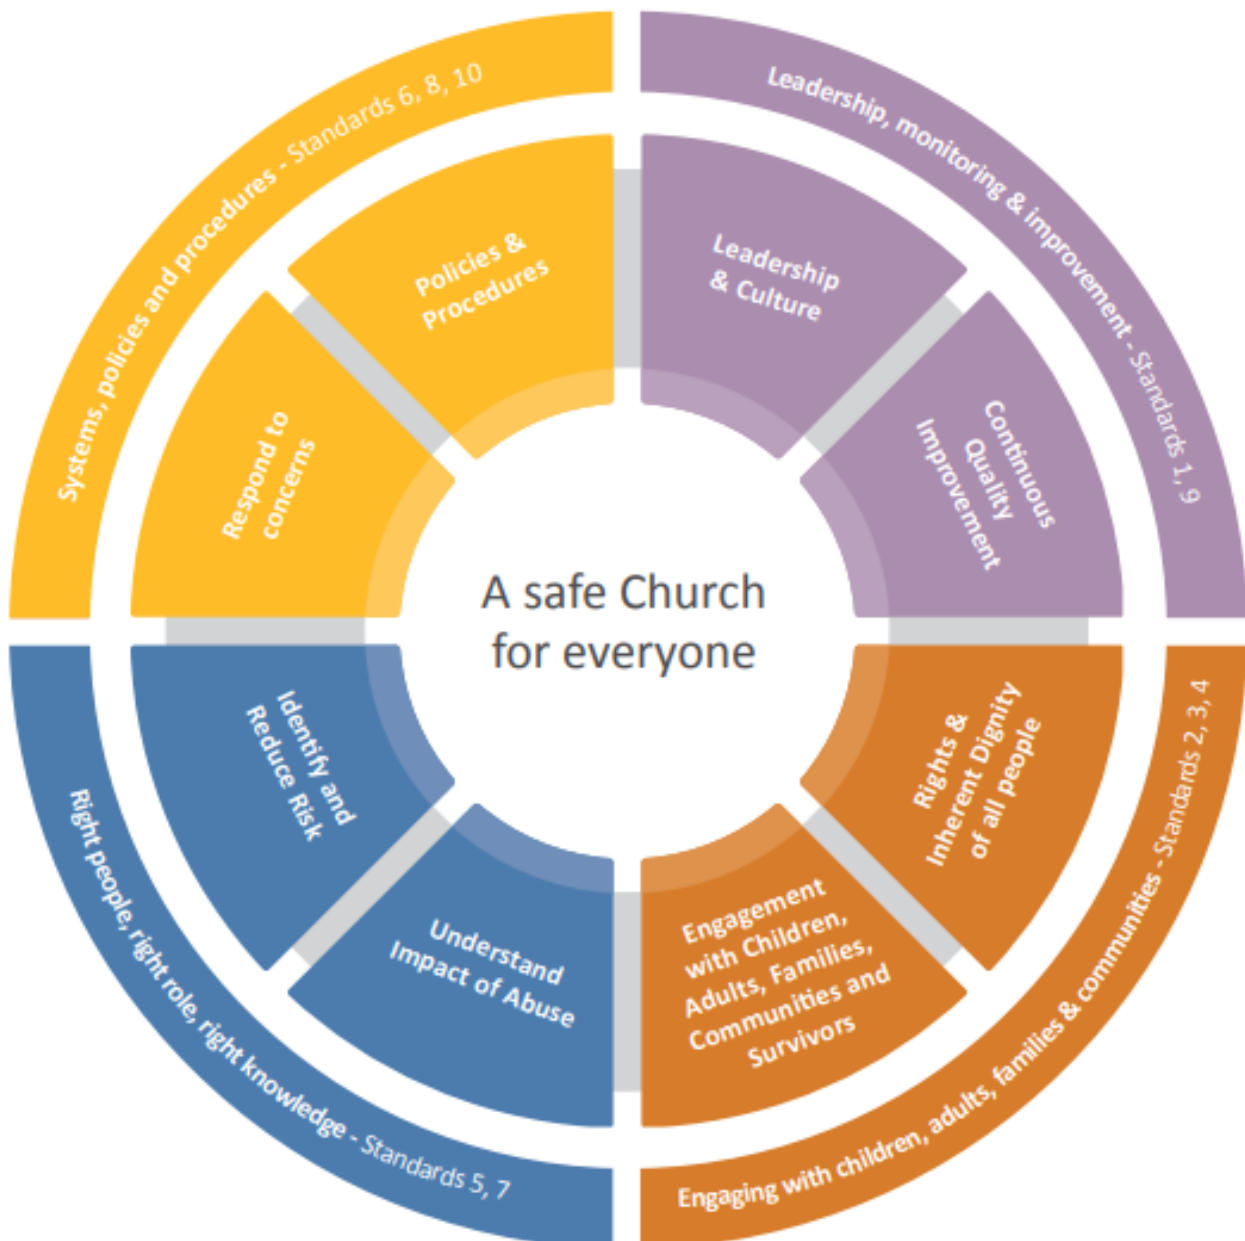 Systems, policies and procedures - Standards 6, 8, 10
Leadership, monitoring & improvement - Standards 1, 9
Policies &
Procedures
Leadership
& Culture
Respond to
concerns
Continuous
Quality
Improvement
A safe Church
for everyone
Identify and
Reduce Risk
Rights &
Inherent Dignity
of all people
Understand
Impact of Abuse
Engagement
with Children,
Adults, Families,
Communities and
Survivors
Right people, right role, right knowledge - Standards 5, 7
Engaging with children, adults, families & communities - Standards 2, 3, 4